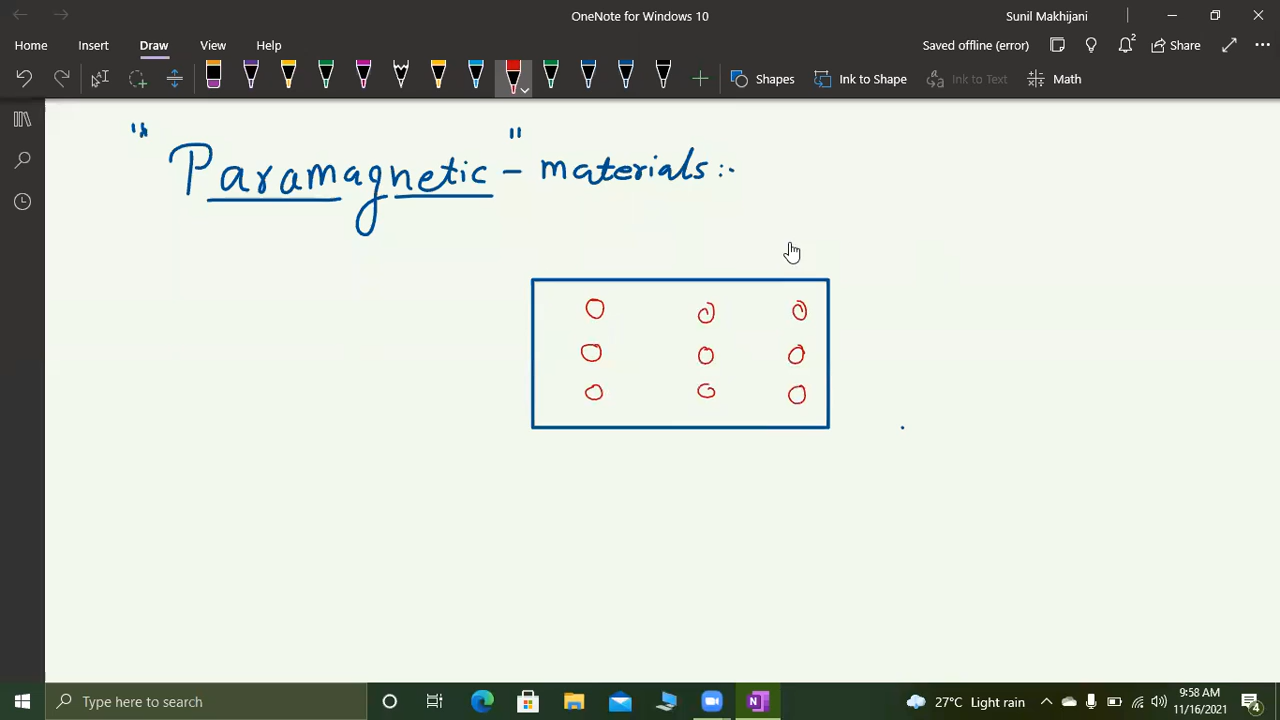 OneNote for Windows 10
Sunil Makhijani
Home Insert Draw View Help
Saved offline (error)
Share
Shapes
Ink to Shape
Ink to Text
Math
" Paramagnetic - " materials :-
Type here to search
N
27°C Light rain
9:58 AM
11/16/2021
4